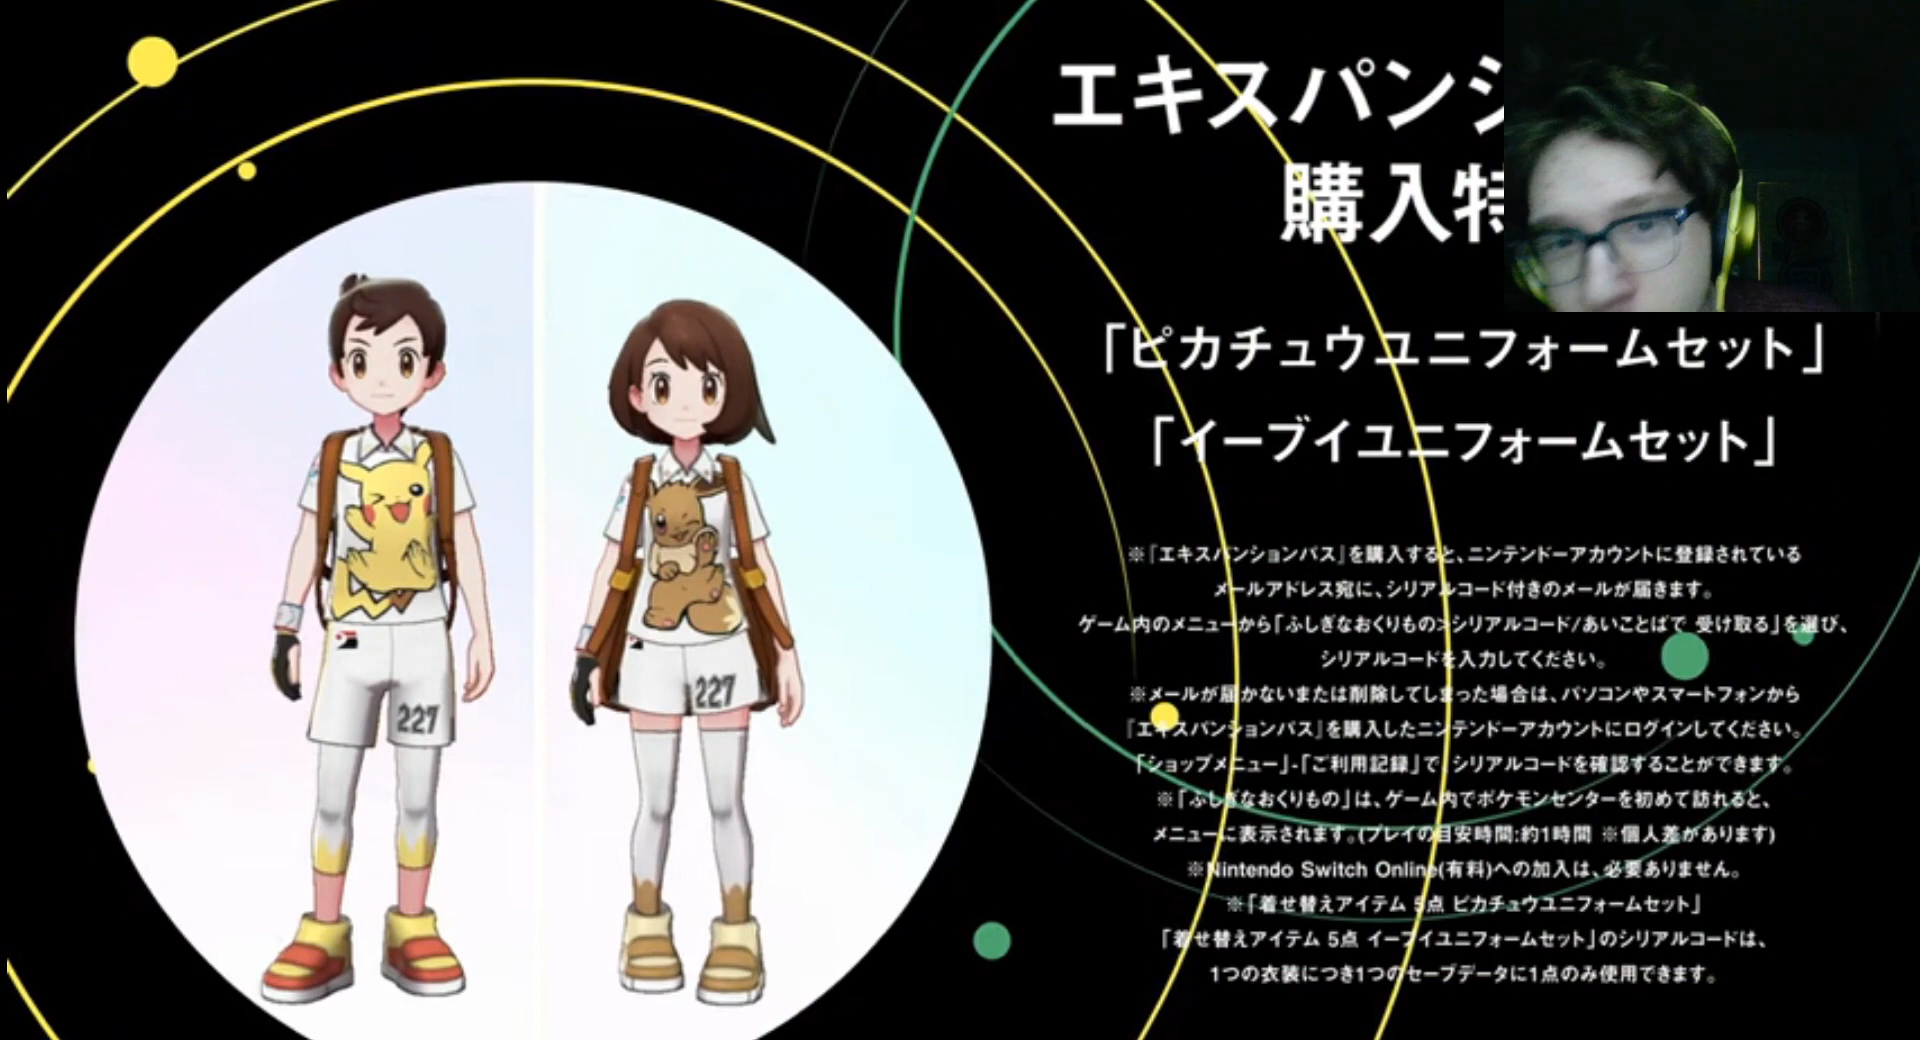 エキスパンシ
購入特
「ピカチュウユニフォームセット」
「イーブイユニフォームセット」
※『エキスパンションパス』を購入すると、ニンテンドーアカウントに登録されている
メールアドレス宛に、シリアルコード付きのメールが届きます。
ゲーム内のメニューから「ふしぎなおくりもの>シリアルコード/あいことばで 受け取る」を選び、
シリアルコードを入力してください。
※メールが届かないまたは削除してしまった場合は、パソコンやスマートフォンから
『エキスパンションパス』を購入したニンテンドーアカウントにログインしてください。
「ショップメニュー」-「ご利用記録」で、シリアルコードを確認することができます。
※「ふしぎなおくりもの」は、ゲーム内でポケモンセンターを初めて訪れると、
メニューに表示されます。(プレイの目安時間:約1時間 ※個人差があります)
※Nintendo Switch Online(有料)への加入は、必要ありません。
※「着せ替えアイテム 5点 ピカチュウユニフォームセット」
「着せ替えアイテム 5点 イーブイユニフォームセット」のシリアルコードは、
1つの衣装につき1つのセーブデータに1点のみ使用できます。
227
227